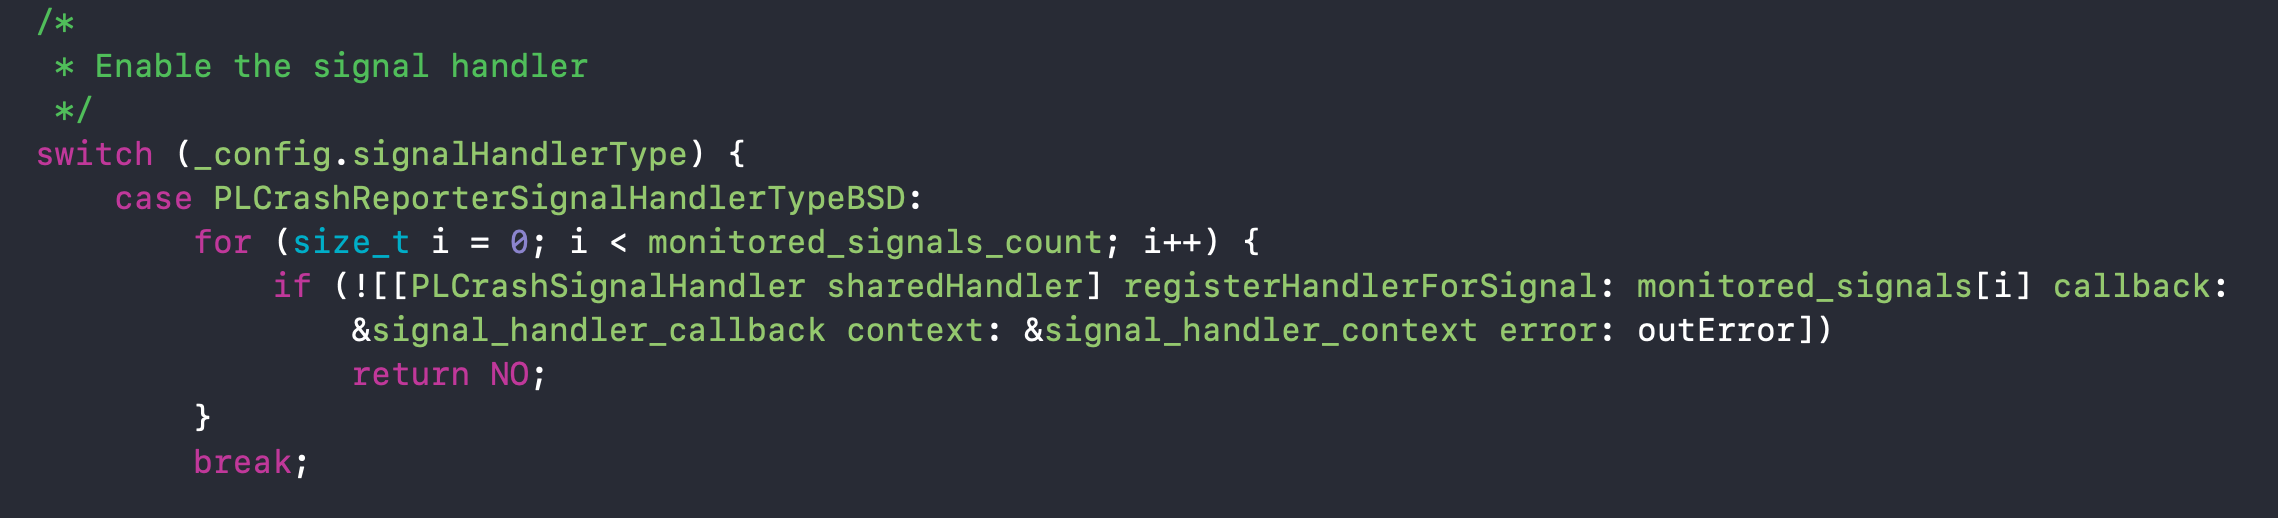 /*
 * Enable the signal handler
 */
switch (_config.signalHandlerType) {
    case PLCrashReporterSignalHandlerTypeBSD:
        for (size_t i = 0; i < monitored_signals_count; i++) {
            if (![[PLCrashSignalHandler sharedHandler] registerHandlerForSignal: monitored_signals[i] callback:
                &signal_handler_callback context: &signal_handler_context error: outError])
                return NO;
        }
        break;